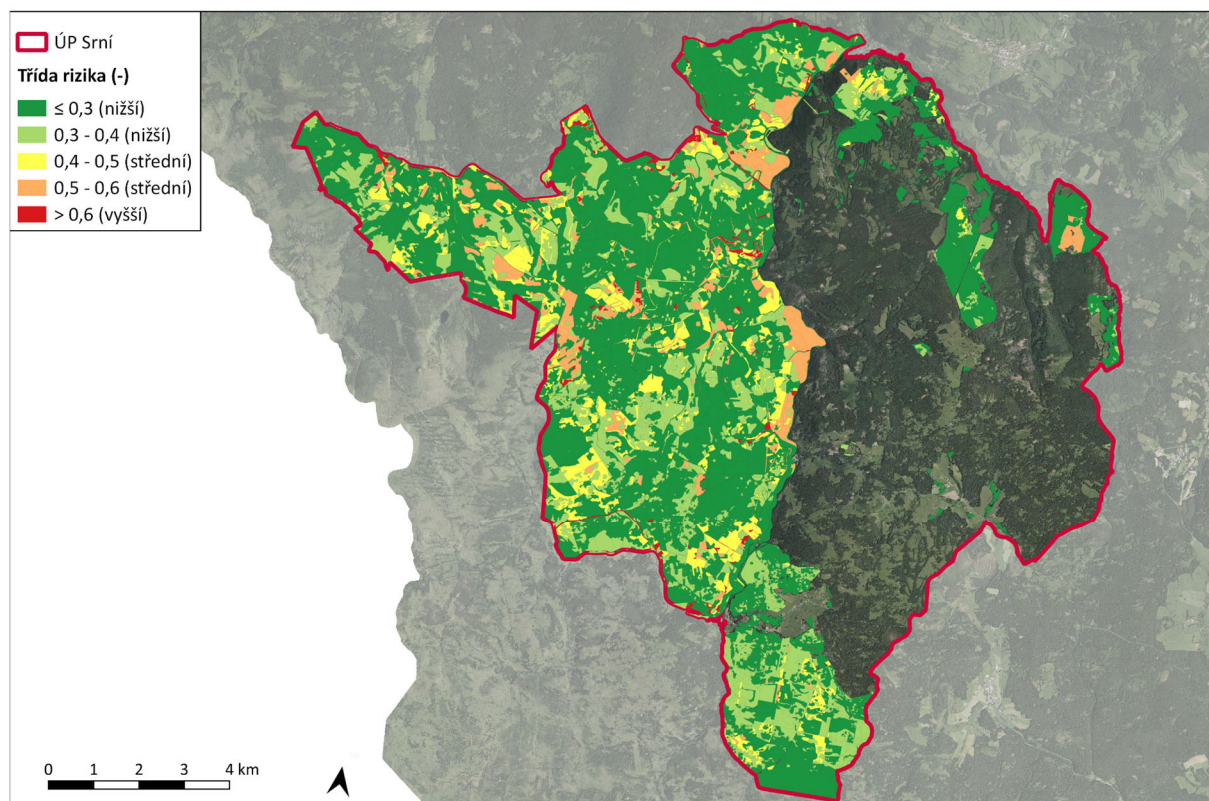 ÚP Srní
Třída rizika (-)
≤ 0,3 (nižší)
0,3 - 0,4 (nižší)
0,4 - 0,5 (střední)
0,5 - 0,6 (střední)
> 0,6 (vyšší)
0 1 2 3 4 km